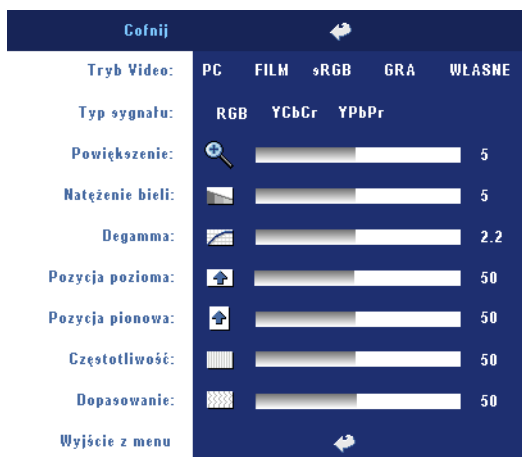 Cofnij
Tryb Video: PC FILM sRGB GRA WŁASNE
Typ sygnału: RGB YCbCr YPbPr
Powiększenie: 5
Natężenie bieli: 5
Degamma: 2.2
Pozycja pozioma: 50
Pozycja pionowa: 50
Częstotliwość: 50
Dopasowanie: 50
Wyjście z menu